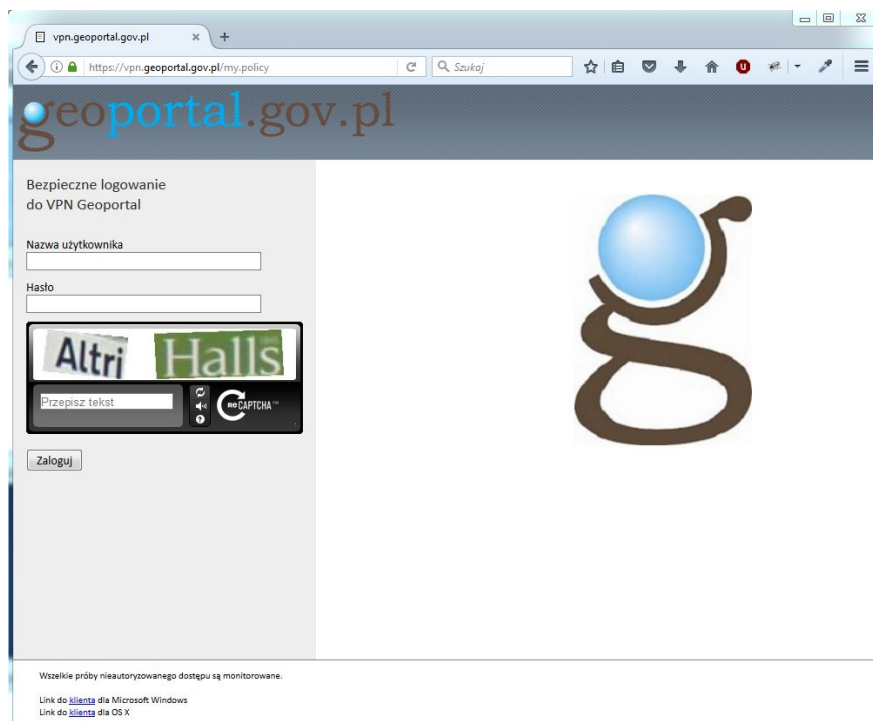 vpn.geoportal.gov.pl
https://vpn.geoportal.gov.pl/my.policy
Szukaj
geoportal.gov.pl
Bezpieczne logowanie
do VPN Geoportal
Nazwa użytkownika
Hasło
Altri Halls
Przepisz tekst
reCAPTCHA™
Zaloguj
Wszelkie próby nieautoryzowanego dostępu są monitorowane.
Link do klienta dla Microsoft Windows
Link do klienta dla OS X